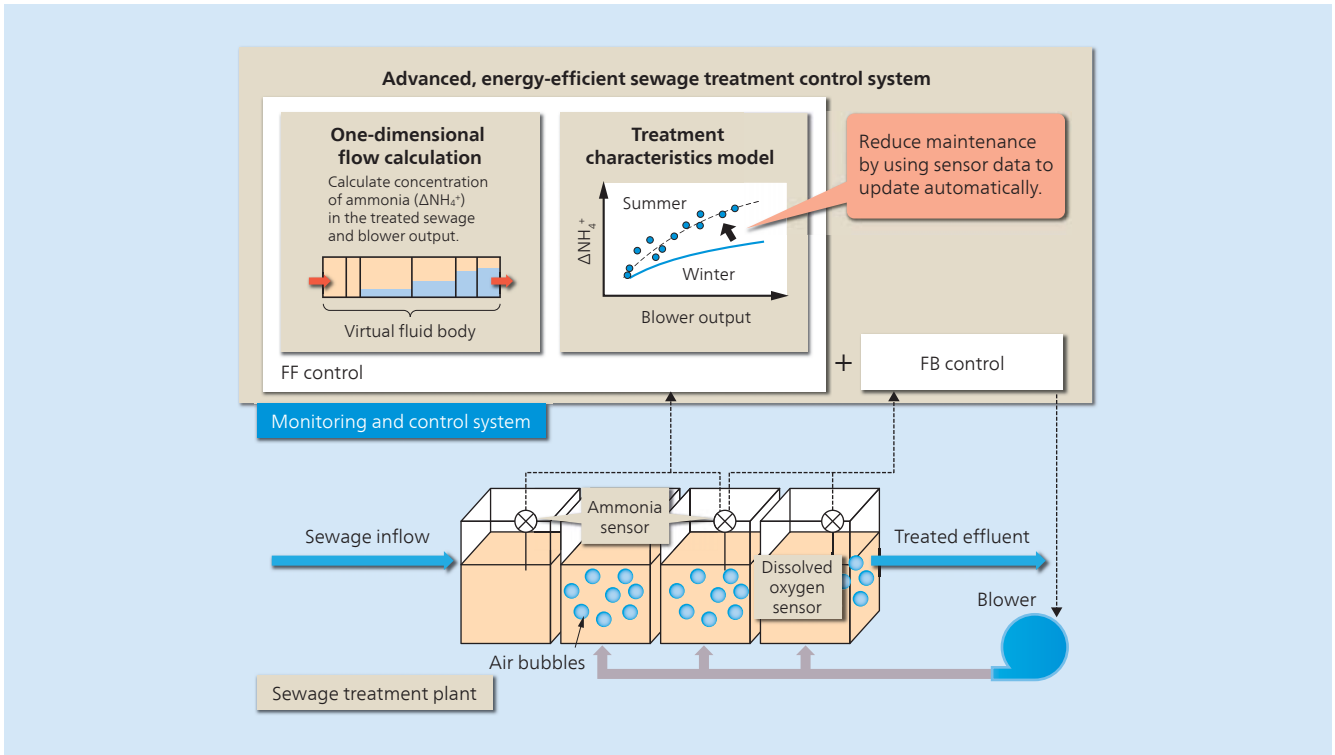 Advanced, energy-efficient sewage treatment control system
One-dimensional
flow calculation
Calculate concentration
of ammonia (ΔNH₄⁺)
in the treated sewage
and blower output.
Virtual fluid body
Treatment
characteristics model
ΔNH₄⁺
Summer
Winter
Blower output
Reduce maintenance
by using sensor data to
update automatically.
FF control
+
FB control
Monitoring and control system
Sewage inflow
Ammonia
sensor
Dissolved
oxygen
sensor
Treated effluent
Blower
Air bubbles
Sewage treatment plant